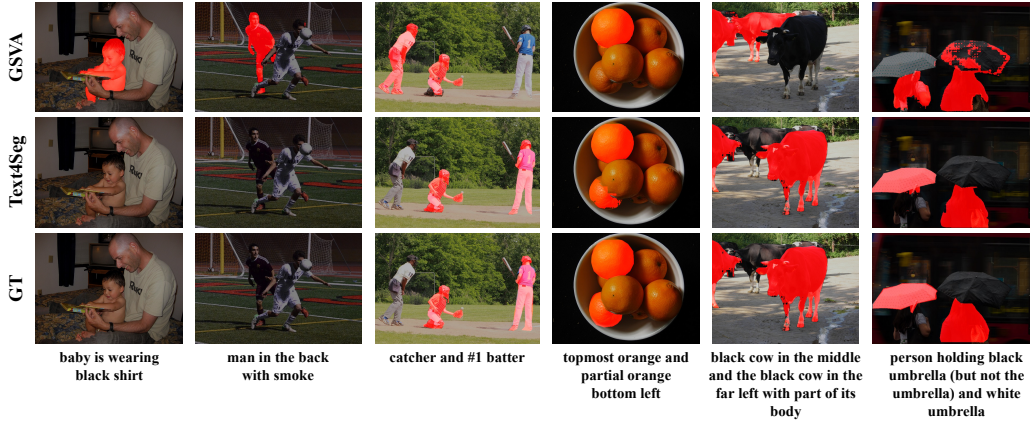 GSVA
Text4Seg
GT
baby is wearing
black shirt
man in the back
with smoke
catcher and #1 batter
topmost orange and
partial orange
bottom left
black cow in the middle
and the black cow in the
far left with part of its
body
person holding black
umbrella (but not the
umbrella) and white
umbrella